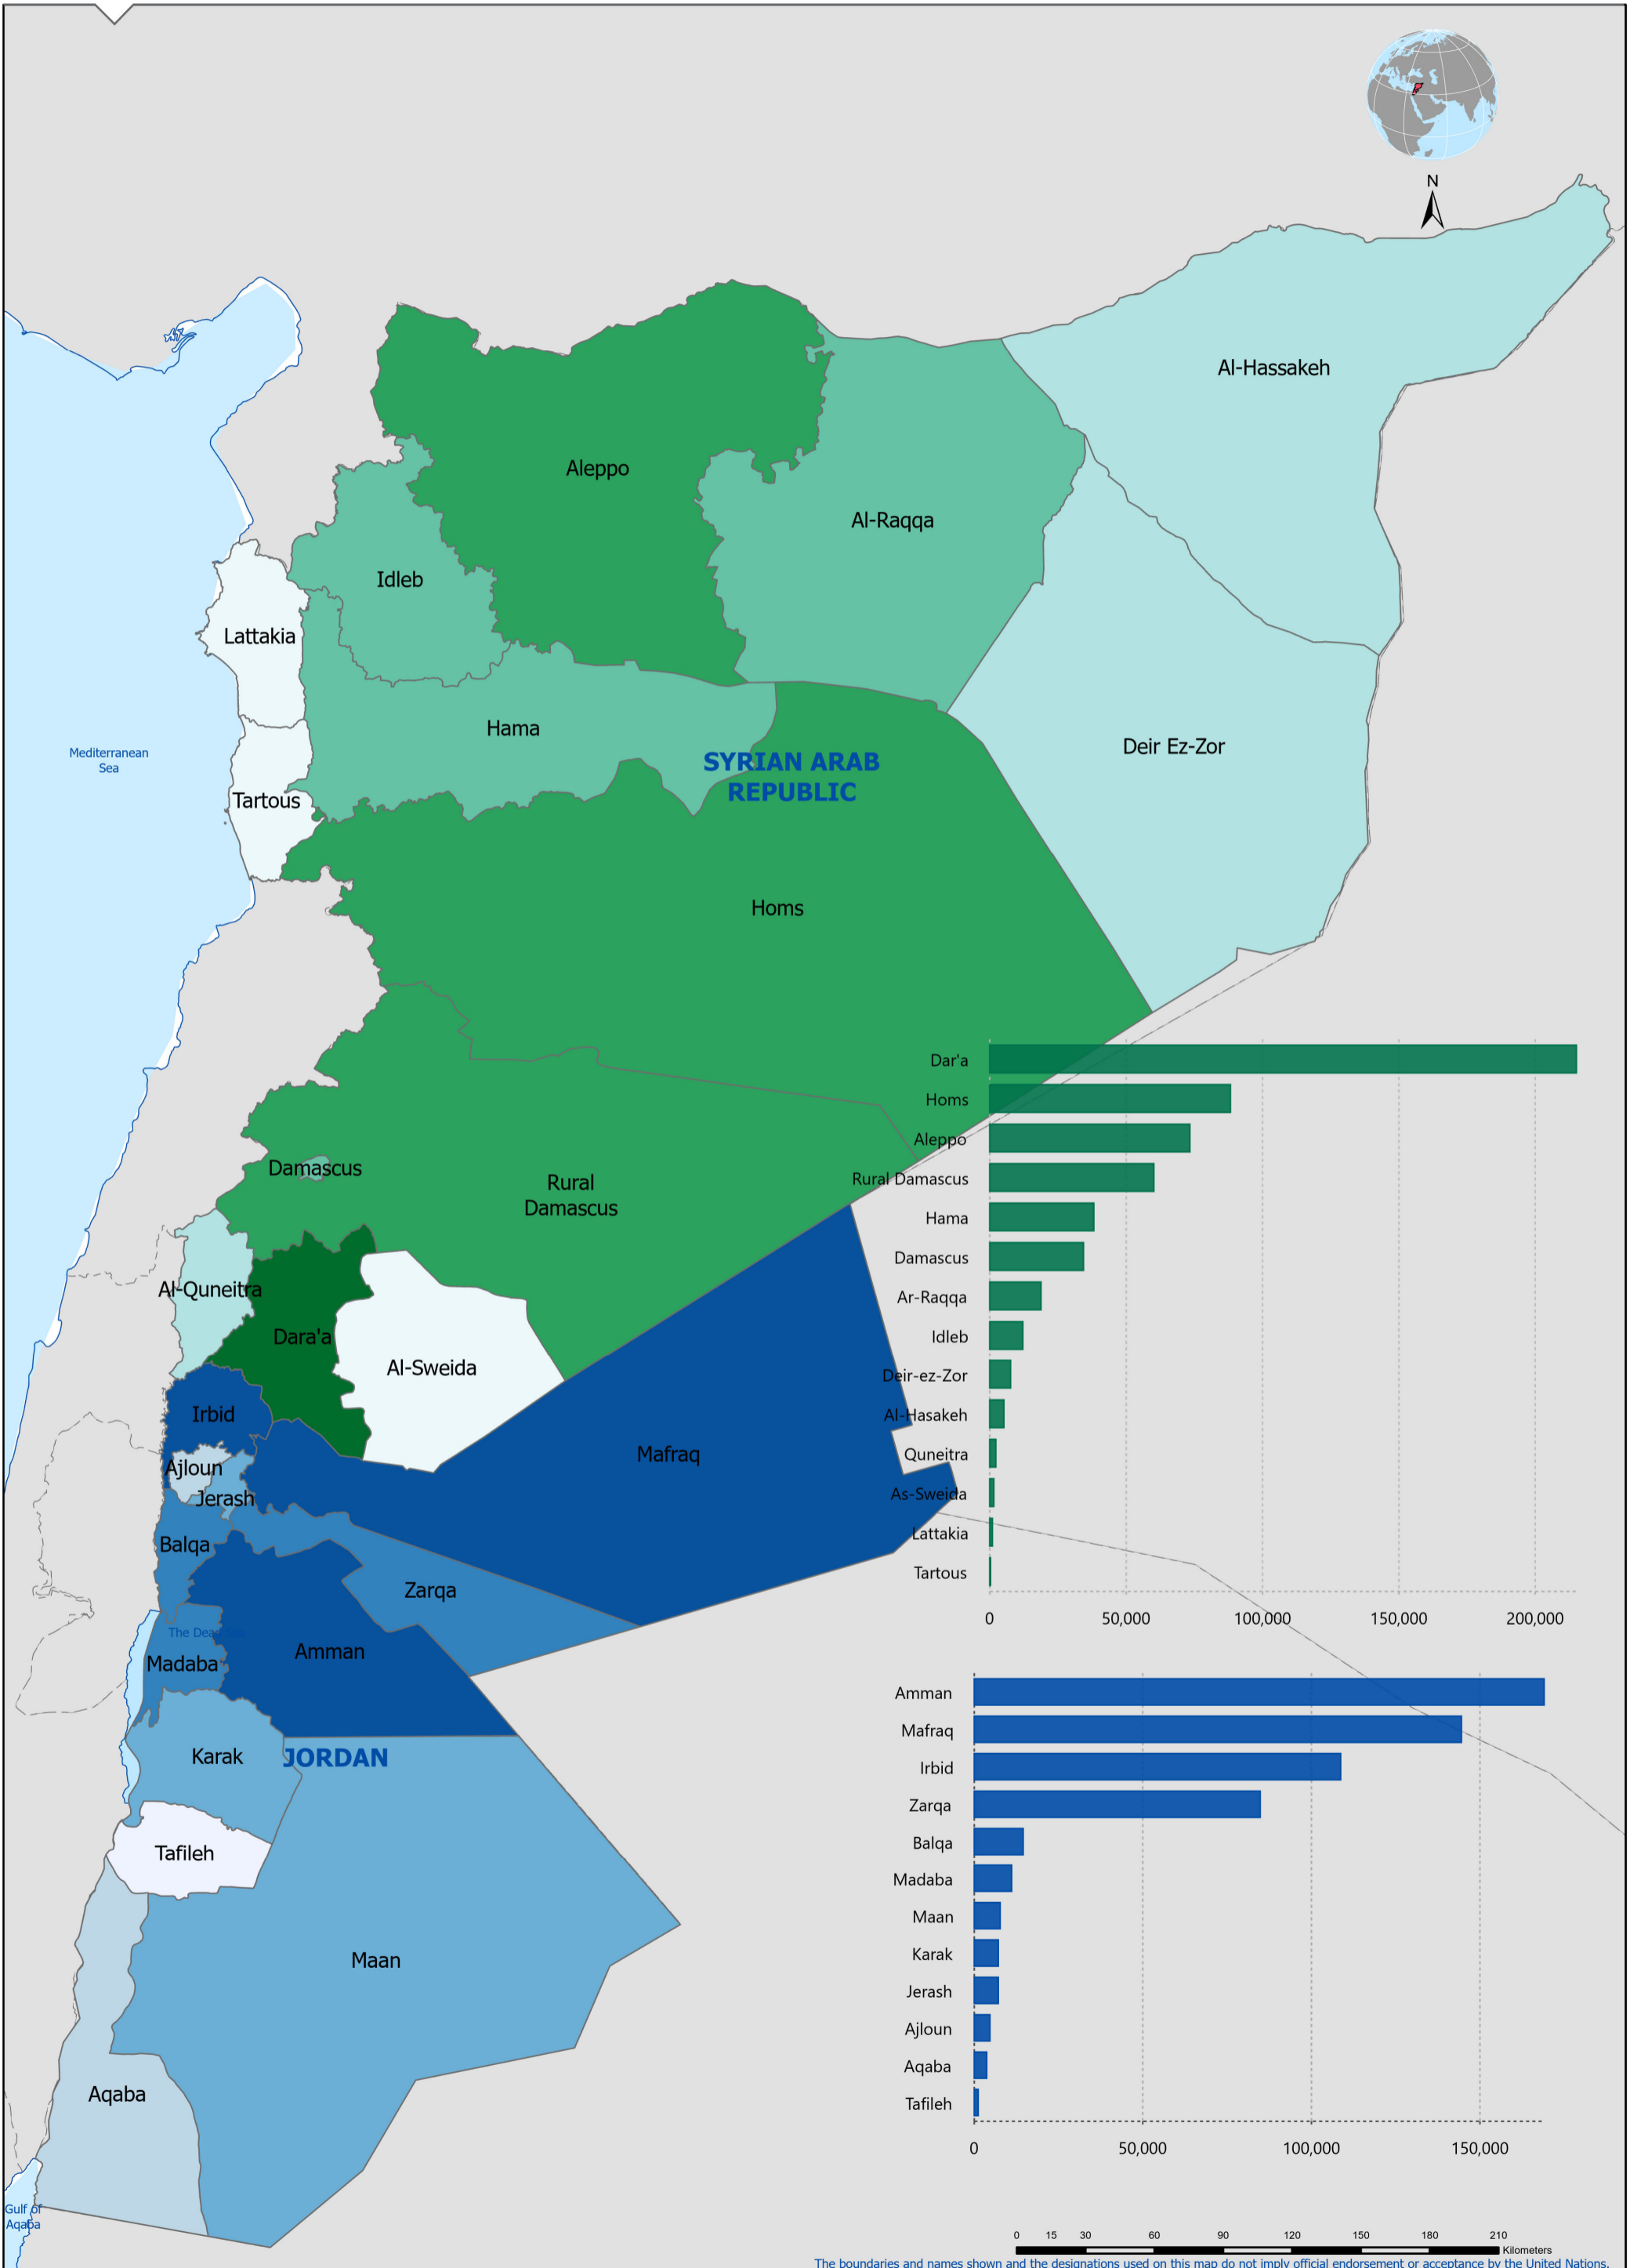 N
Al-Hassakeh
Aleppo
Al-Raqqa
Idleb
Lattakia
Hama
Deir Ez-Zor
Mediterranean
Sea
SYRIAN ARAB
REPUBLIC
Tartous
Homs
Damascus
Rural
Damascus
Al-Quneitra
Dara'a
Al-Sweida
Irbid
Mafraq
Ajloun
Jerash
Balqa
Zarqa
The Dead Sea
Amman
Madaba
Karak
JORDAN
Tafileh
Maan
Aqaba
Gulf of
Aqaba
Dar'a
Homs
Aleppo
Rural Damascus
Hama
Damascus
Ar-Raqqa
Idleb
Deir-ez-Zor
Al-Hasakeh
Quneitra
As-Sweida
Lattakia
Tartous
0 50,000 100,000 150,000 200,000
Amman
Mafraq
Irbid
Zarqa
Balqa
Madaba
Maan
Karak
Jerash
Ajloun
Aqaba
Tafileh
0 50,000 100,000 150,000
0 15 30 60 90 120 150 180 210
Kilometers
The boundaries and names shown and the designations used on this map do not imply official endorsement or acceptance by the United Nations.